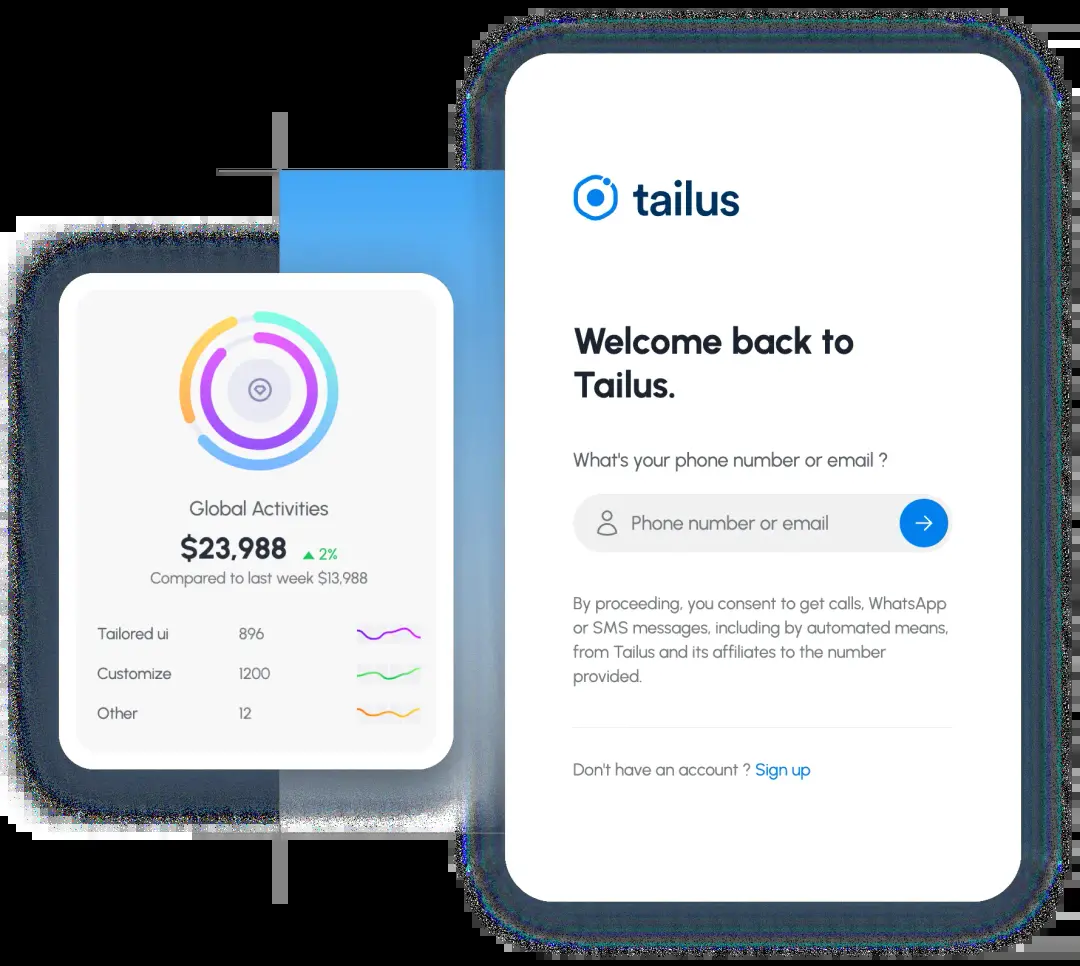 tailus
Welcome back to
Tailus.
What's your phone number or email ?
Phone number or email
By proceeding, you consent to get calls, WhatsApp
or SMS messages, including by automated means,
from Tailus and its affiliates to the number
provided.
Don't have an account ? Sign up
Global Activities
$23,988 ▲ 2%
Compared to last week $13,988
Tailored ui 896
Customize 1200
Other 12